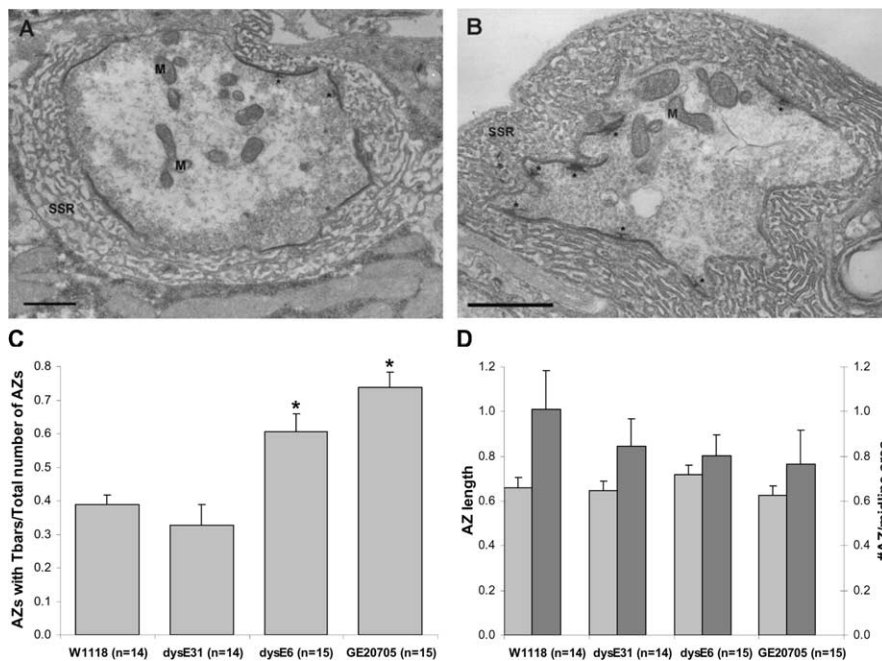 A
M
M
SSR
*
*
B
SSR
M
*
*
*
*
*
*
*
C
AZs with Tbars/Total number of AZs
0.8
0.7
0.6
0.5
0.4
0.3
0.2
0.1
0.0
*
*
W1118 (n=14) dysE31 (n=14) dysE6 (n=15) GE20705 (n=15)
D
AZ length
1.2
1.0
0.8
0.6
0.4
0.2
0.0
1.2
1.0
0.8
0.6
0.4
0.2
0.0
#AZ/midline area
W1118 (n=14) dysE31 (n=14) dysE6 (n=15) GE20705 (n=15)